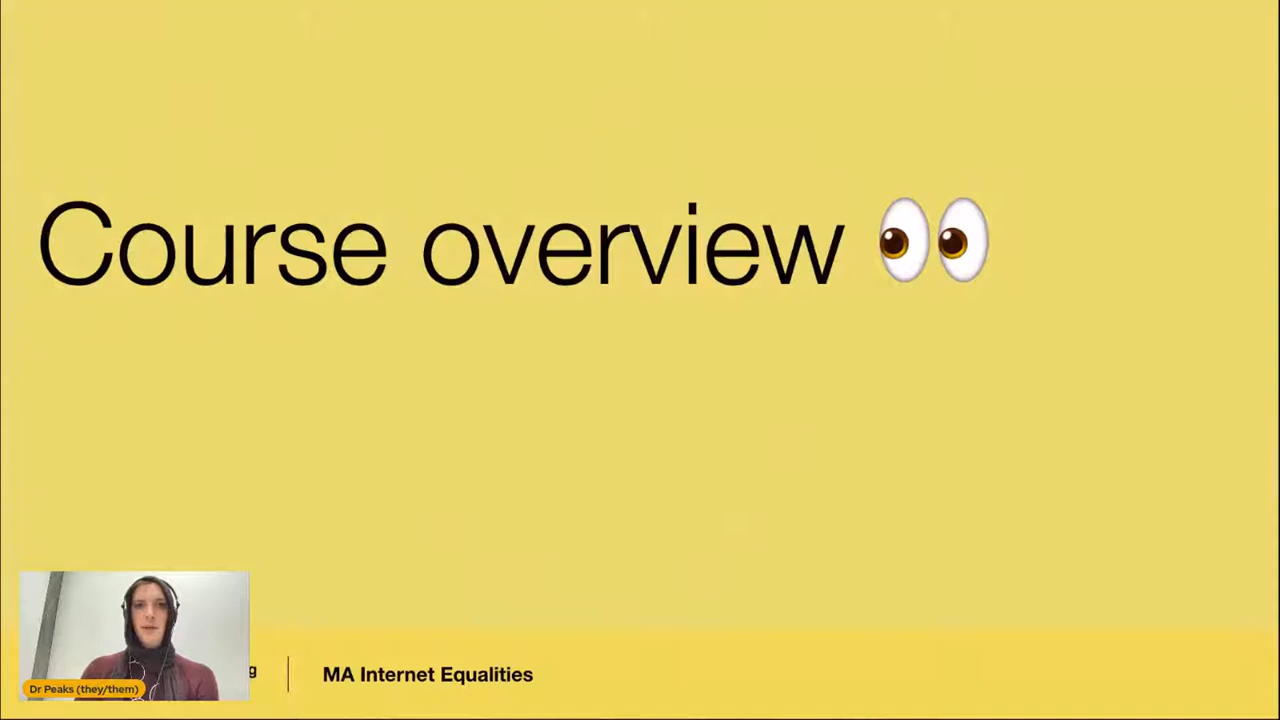 Course overview 👀
g
MA Internet Equalities
Dr Peaks (they/them)